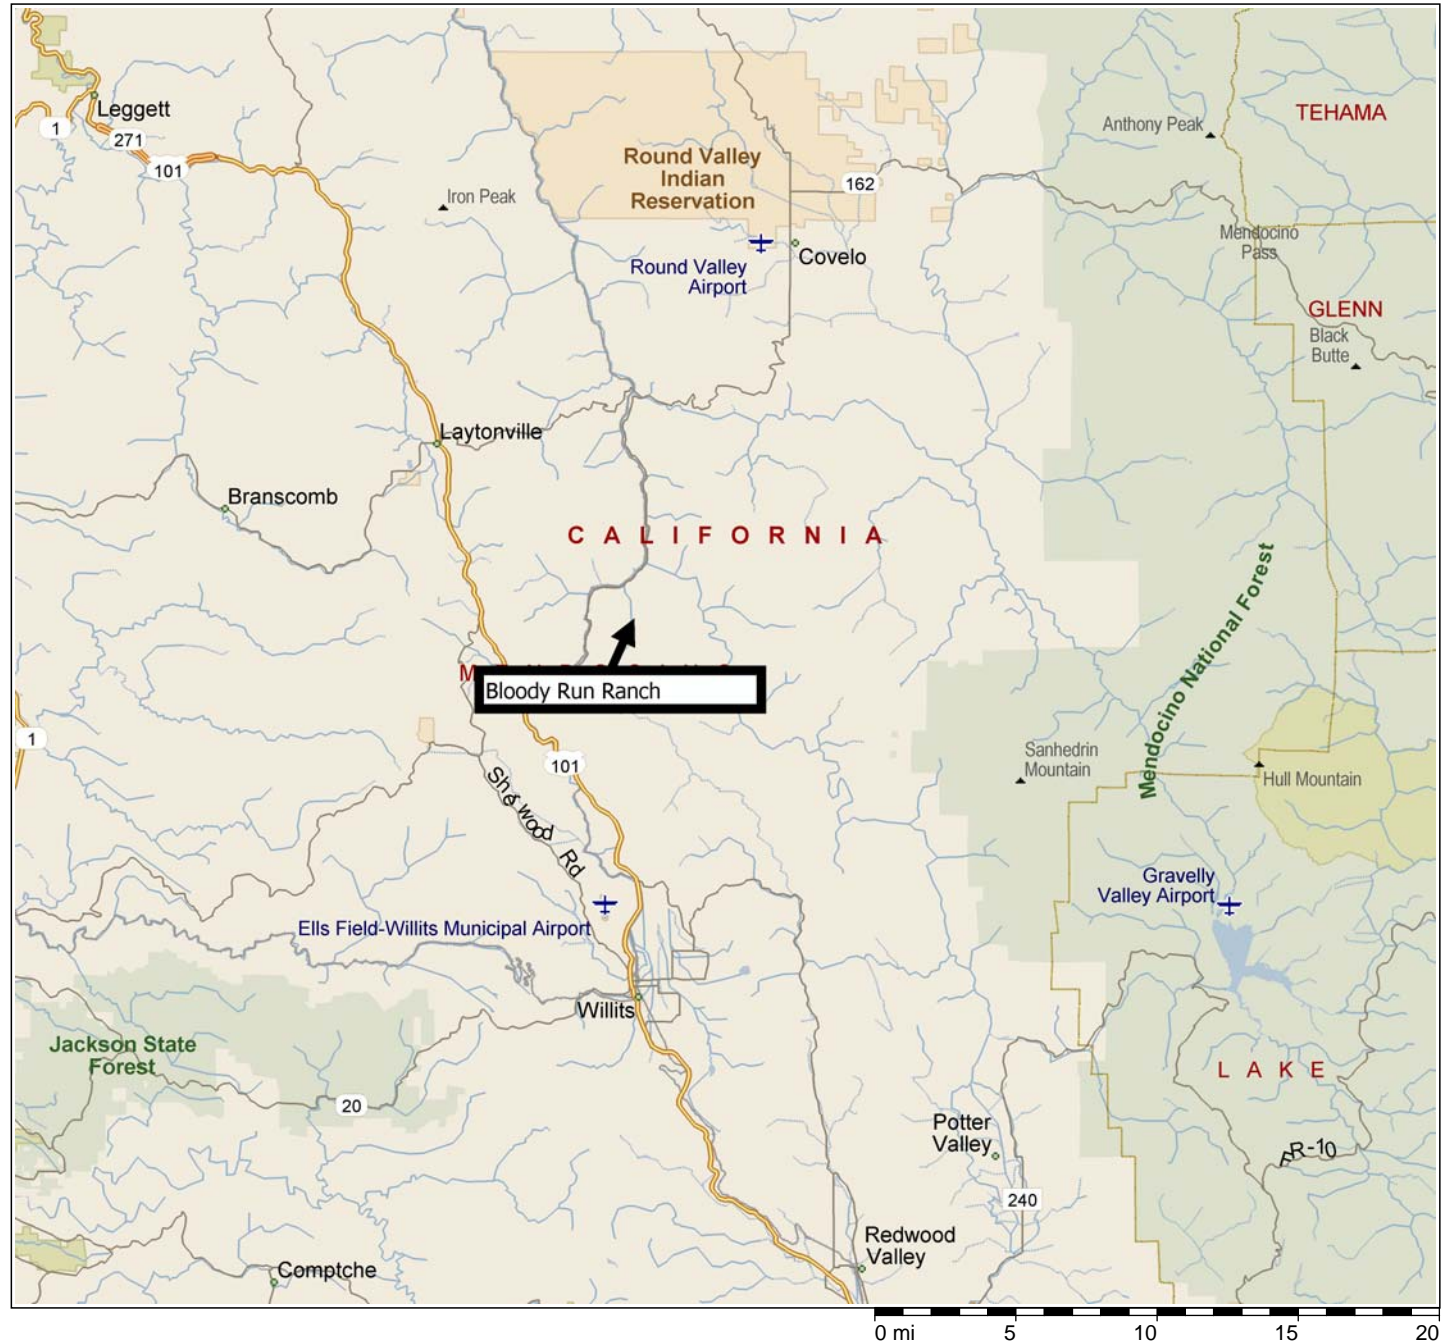 Leggett
1
271
101
Iron Peak
Round Valley
Indian
Reservation
162
Anthony Peak
TEHAMA
Mendocino
Pass
Round Valley
Airport
Covelo
GLENN
Black
Butte
Laytonville
Branscomb
CALIFORNIA
Bloody Run Ranch
Mendocino National Forest
1
101
Sherwood Rd
Sanhedrin
Mountain
Hull Mountain
Gravelly
Valley Airport
Ells Field-Willits Municipal Airport
Willits
Jackson State
Forest
20
LAKE
Potter
Valley
FR-10
240
Redwood
Valley
Comptche
0 mi 5 10 15 20